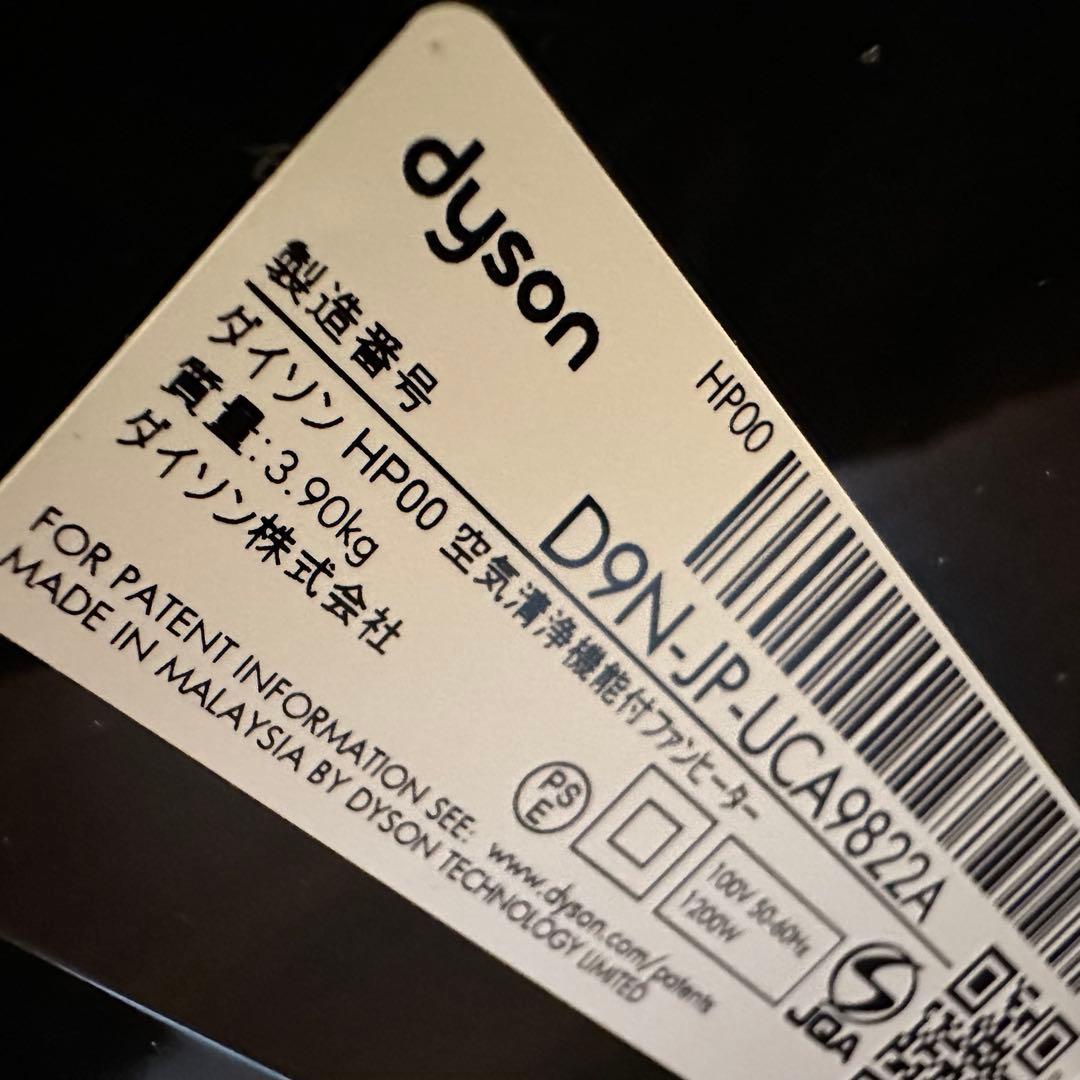 dyson
HP00
製造番号
D9N-JP-UCA9822A
ダイソン HP00 空気清浄機能付ファンヒーター
質量:3.90kg
ダイソン株式会社
PS
E
100V 50-60Hz
1200W
JQA
FOR PATENT INFORMATION SEE: www.dyson.com/patents
MADE IN MALAYSIA BY DYSON TECHNOLOGY LIMITED